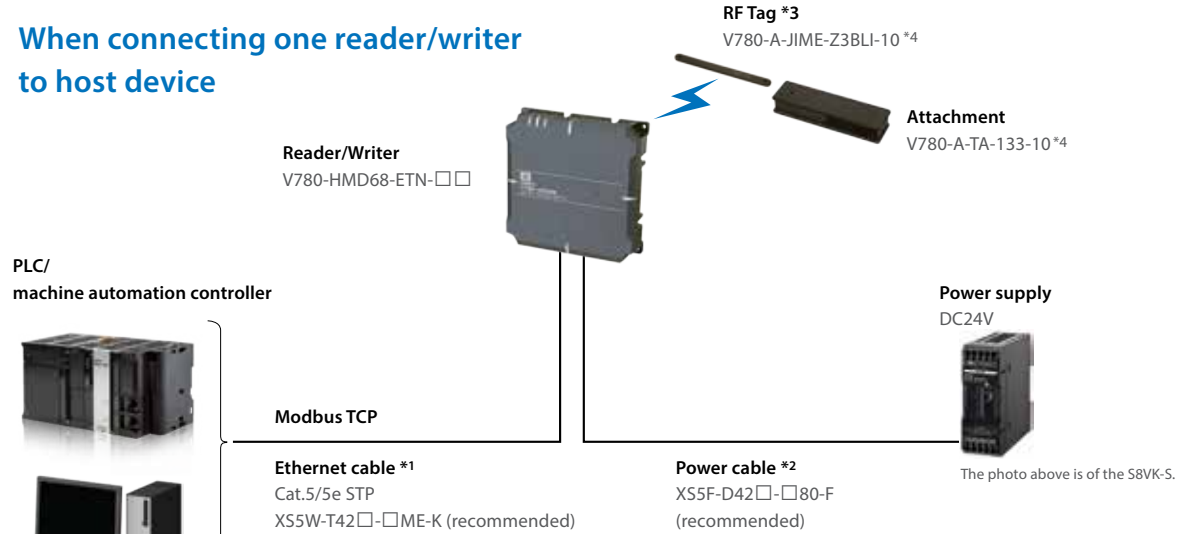 When connecting one reader/writer
to host device
RF Tag *3
V780-A-JIME-Z3BLI-10 *4
Attachment
V780-A-TA-133-10 *4
Reader/Writer
V780-HMD68-ETN-□□
PLC/
machine automation controller
Power supply
DC24V
The photo above is of the S8VK-S.
Modbus TCP
Ethernet cable *1
Cat.5/5e STP
XS5W-T42□-□ME-K (recommended)
Power cable *2
XS5F-D42□-□80-F
(recommended)